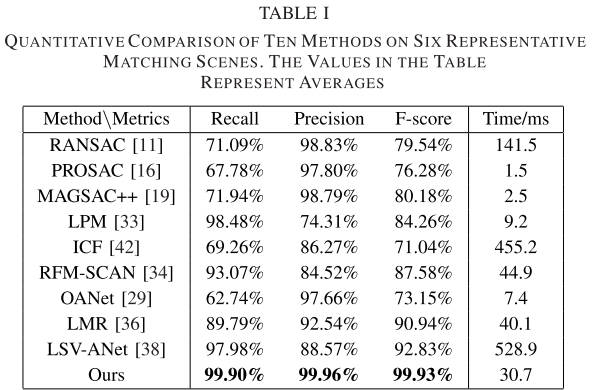 TABLE I
QUANTITATIVE COMPARISON OF TEN METHODS ON SIX REPRESENTATIVE
MATCHING SCENES. THE VALUES IN THE TABLE
REPRESENT AVERAGES
Method\Metrics Recall Precision F-score Time/ms
RANSAC [11] 71.09% 98.83% 79.54% 141.5
PROSAC [16] 67.78% 97.80% 76.28% 1.5
MAGSAC++ [19] 71.94% 98.79% 80.18% 2.5
LPM [33] 98.48% 74.31% 84.26% 9.2
ICF [42] 69.26% 86.27% 71.04% 455.2
RFM-SCAN [34] 93.07% 84.52% 87.58% 44.9
OANet [29] 62.74% 97.66% 73.15% 7.4
LMR [36] 89.79% 92.54% 90.94% 40.1
LSV-ANet [38] 97.98% 88.57% 92.83% 528.9
Ours 99.90% 99.96% 99.93% 30.7